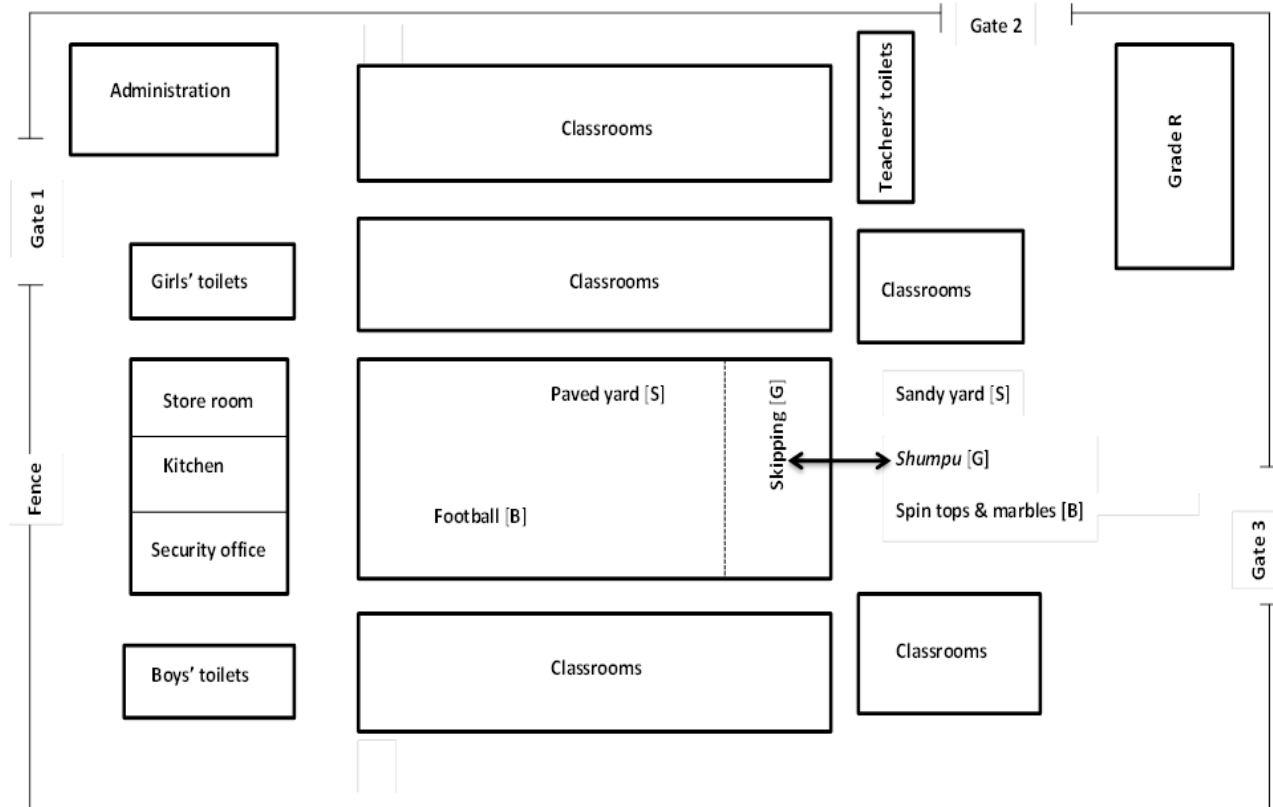 Gate 2
Administration
Classrooms
Teachers' toilets
Grade R
Gate 1
Girls' toilets
Classrooms
Classrooms
Store room
Paved yard [S]
Skipping [G]
Sandy yard [S]
Kitchen
Shumpu [G]
Fence
Football [B]
Spin tops & marbles [B]
Security office
Gate 3
Boys' toilets
Classrooms
Classrooms